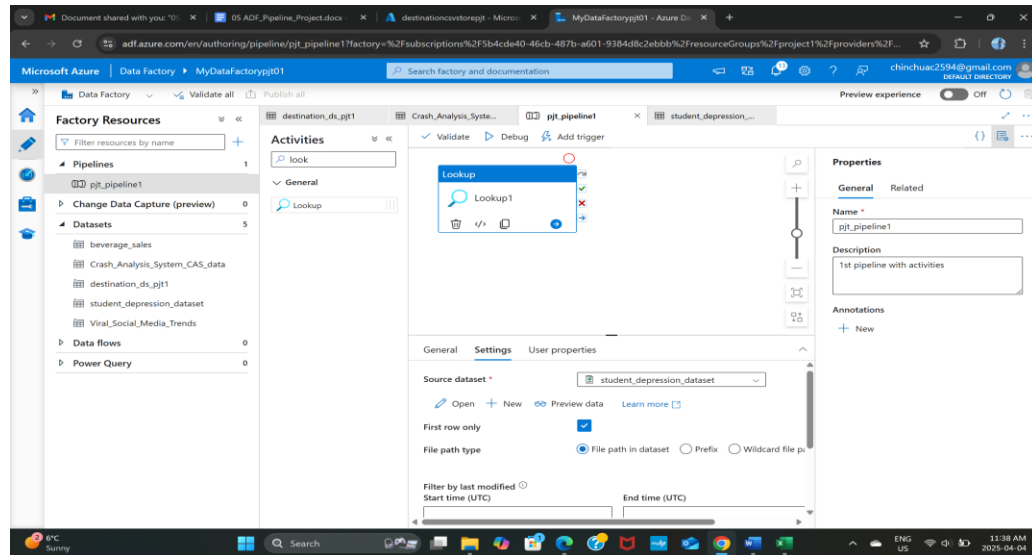 Document shared with you: "05
05 ADF_Pipeline_Project.docx -
destinationcsvstorepjt - Micros
MyDataFactorypjt01 - Azure Da
adf.azure.com/en/authoring/pipeline/pjt_pipeline1?factory=%2Fsubscriptions%2F5b4cde40-46cb-487b-a601-9384d8c2ebbb%2FresourceGroups%2Fproject1%2Fproviders%2F...
Microsoft Azure | Data Factory MyDataFactorypjt01
Search factory and documentation
chinchuac2594@gmail.com
DEFAULT DIRECTORY
Data Factory Validate all Publish all
Preview experience Off
Factory Resources
Filter resources by name
Pipelines 1
pjt_pipeline1
Change Data Capture (preview) 0
Datasets 5
beverage_sales
Crash_Analysis_System_CAS_data
destination_ds_pjt1
student_depression_dataset
Viral_Social_Media_Trends
Data flows 0
Power Query 0
destination_ds_pjt1
Crash_Analysis_Syste...
pjt_pipeline1
student_depression_...
Activities
look
General
Lookup
Validate Debug Add trigger
Lookup
Lookup1
General Settings User properties
Source dataset *
student_depression_dataset
Open New Preview data Learn more
First row only
File path type
File path in dataset Prefix Wildcard file pa
Filter by last modified
Start time (UTC) End time (UTC)
Properties
General Related
Name *
pjt_pipeline1
Description
1st pipeline with activities
Annotations
New
2
6°C
Sunny
Search
ENG
US
11:38 AM
2025-04-04